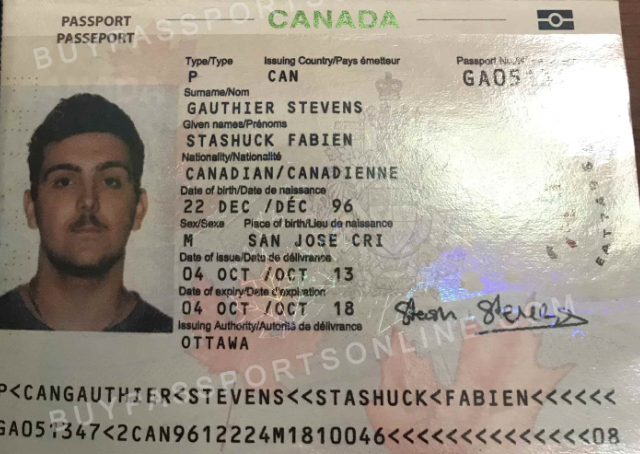 PASSPORT
PASSEPORT
CANADA
Type/Type Issuing Country/Pays émetteur Passport
P CAN GA051
Surname/Nom
GAUTHIER STEVENS
Given names/Prénoms
STASHUCK FABIEN
Nationality/Nationalité
CANADIAN/CANADIENNE
Date of birth/Date de naissance
22 DEC /DÉC 96
Sex/Sexe Place of birth/Lieu de naissance
M SAN JOSE CRI
Date of issue/Date de délivrance
04 OCT /OCT 13
Date of expiry/Date d'expiration
04 OCT /OCT 18
Issuing Authority/Autorité de délivrance
OTTAWA
P<CANGAUTHIER<STEVENS<<STASHUCK<FABIEN<<<<<<
GA051347<2CAN9612224M1810046<<<<<<<<<<<<<<08
BUYPASSPORTSONLINE.COM